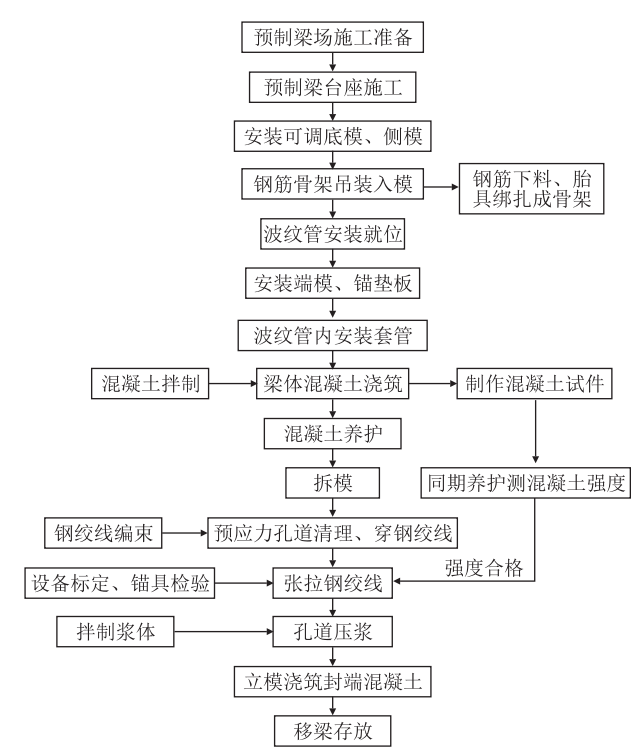 预制梁场施工准备
预制梁台座施工
安装可调底模、侧模
钢筋骨架吊装入模
钢筋下料、胎
具绑扎成骨架
波纹管安装就位
安装端模、锚垫板
波纹管内安装套管
混凝土拌制
梁体混凝土浇筑
制作混凝土试件
混凝土养护
拆模
同期养护测混凝土强度
钢绞线编束
预应力孔道清理、穿钢绞线
强度合格
设备标定、锚具检验
张拉钢绞线
拌制浆体
孔道压浆
立模浇筑封端混凝土
移梁存放